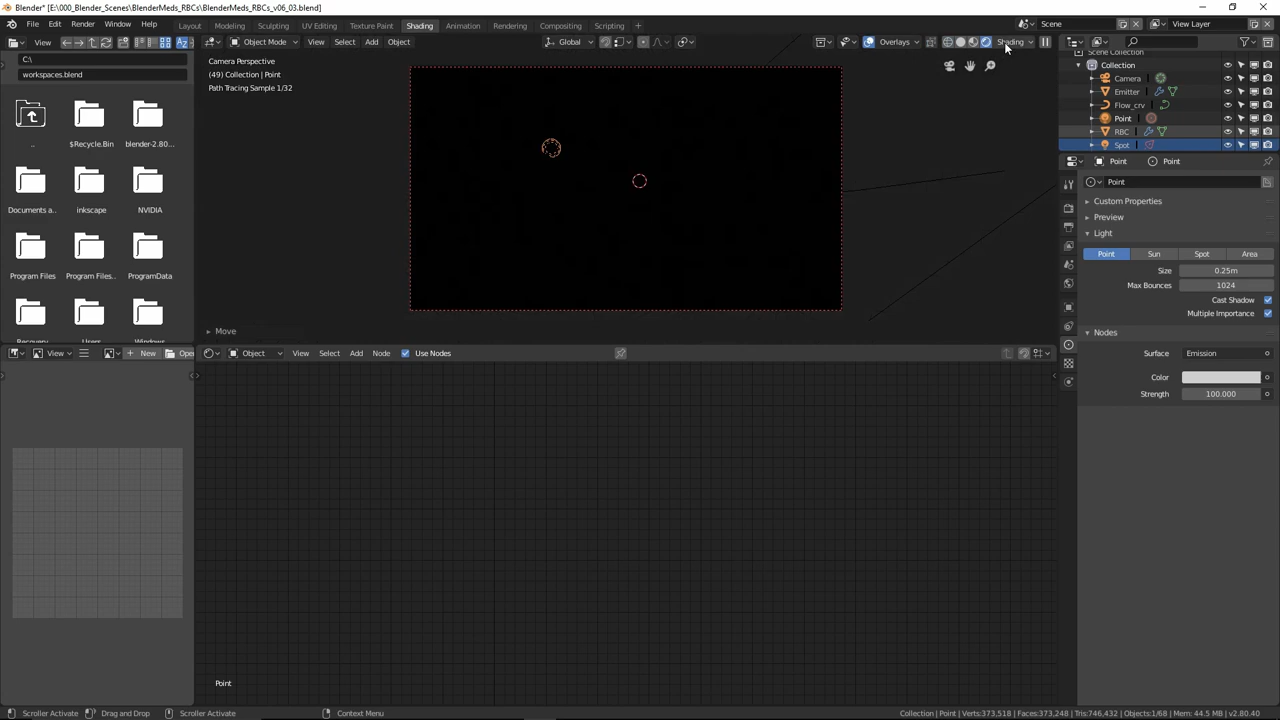 Blender* [E:\000_Blender_Scenes\BlenderMeds_RBCs\BlenderMeds_RBCs_v06_03.blend]
File Edit Render Window Help Layout Modeling Sculpting UV Editing Texture Paint Shading Animation Rendering Compositing Scripting Scene View Layer
View Object Mode View Select Add Object Global Overlays Shading
Scene Collection
C:\
workspaces.blend
Camera Perspective
(49) Collection | Point
Path Tracing Sample 1/32
Collection
Camera
Emitter
Flow_crv
Point
RBC
Spot
.. $Recycle.Bin blender-2.80...
Documents a... inkscape NVIDIA
Program Files Program Files... ProgramData
Recovery Users Windows
Move
Point Point
Point
Custom Properties
Preview
Light
Point Sun Spot Area
Size 0.25m
Max Bounces 1024
Cast Shadow
Multiple Importance
Nodes
Surface Emission
Color
Strength 100.000
View New Open
Object View Select Add Node Use Nodes
Point
Scroller Activate Drag and Drop Scroller Activate Context Menu Collection | Point | Verts:373,518 | Faces:373,248 | Tris:746,432 | Objects:1/68 | Mem: 44.5 MB | v2.80.40